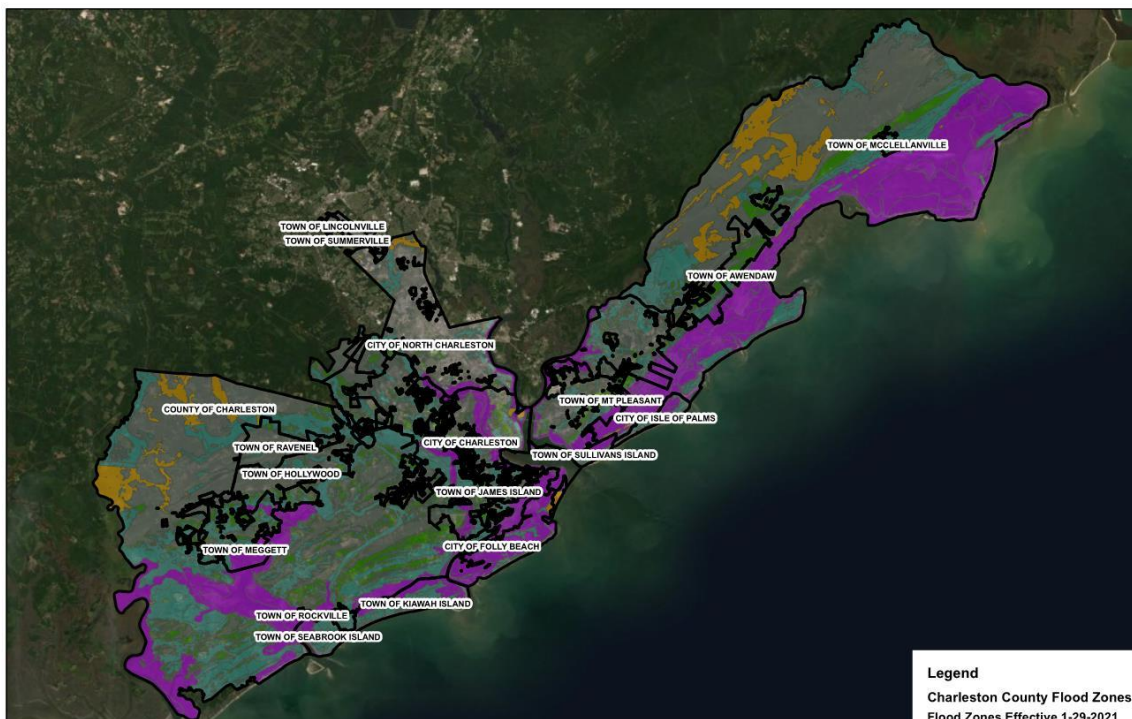 TOWN OF MCCLELLANVILLE
TOWN OF LINCOLNVILLE
TOWN OF SUMMERVILLE
TOWN OF AWENDAW
CITY OF NORTH CHARLESTON
TOWN OF MT PLEASANT
COUNTY OF CHARLESTON
CITY OF ISLE OF PALMS
CITY OF CHARLESTON
TOWN OF RAVENEL
TOWN OF SULLIVANS ISLAND
TOWN OF HOLLYWOOD
TOWN OF JAMES ISLAND
CITY OF FOLLY BEACH
TOWN OF MEGGETT
TOWN OF KIAWAH ISLAND
TOWN OF ROCKVILLE
TOWN OF SEABROOK ISLAND
Legend
Charleston County Flood Zones
Flood Zones Effective 1-29-2021